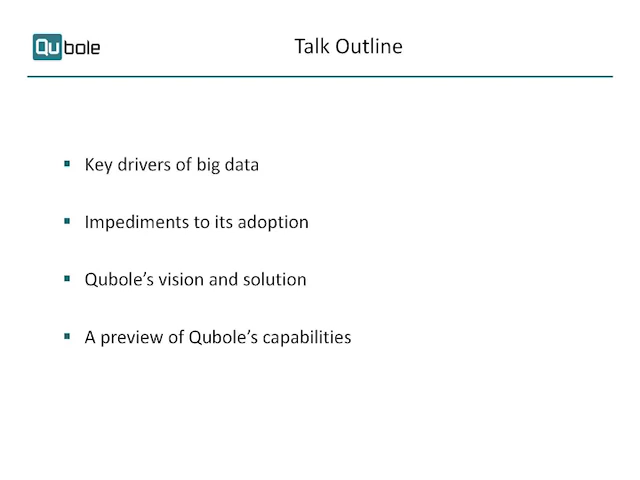 Qubole
Talk Outline
Key drivers of big data
Impediments to its adoption
Qubole’s vision and solution
A preview of Qubole’s capabilities